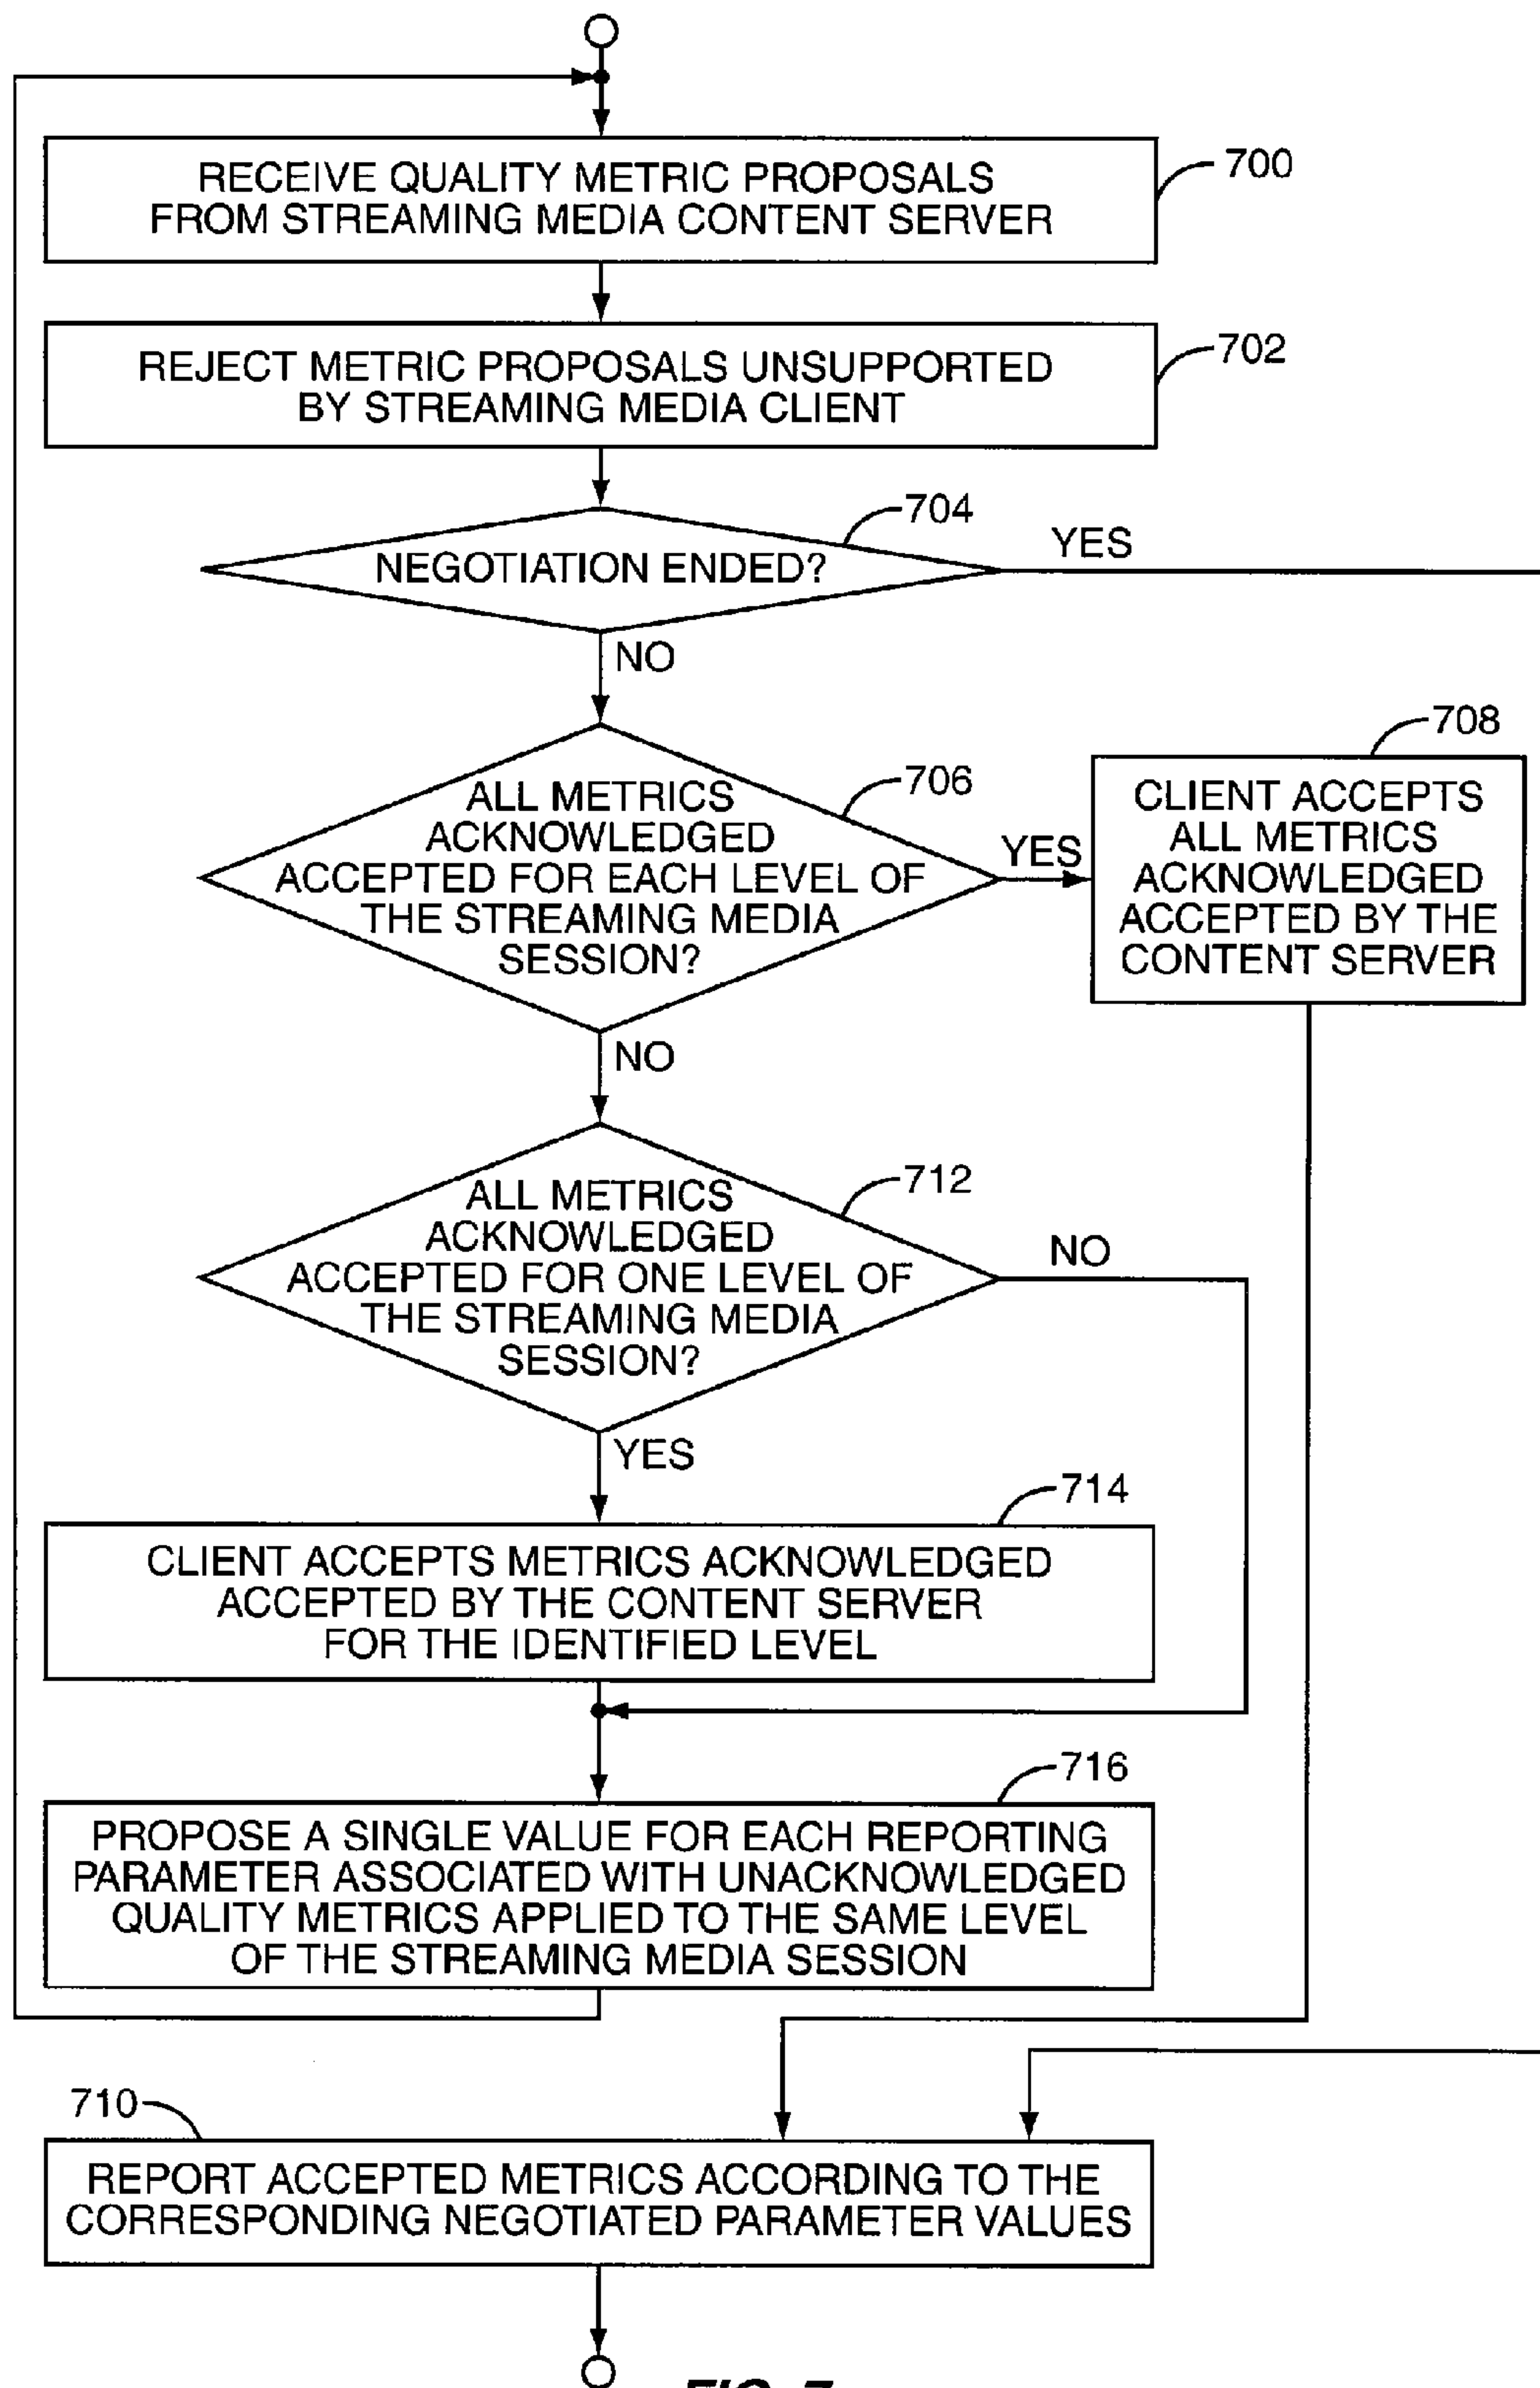 RECEIVE QUALITY METRIC PROPOSALS
FROM STREAMING MEDIA CONTENT SERVER
700
REJECT METRIC PROPOSALS UNSUPPORTED
BY STREAMING MEDIA CLIENT
702
704
NEGOTIATION ENDED?
YES
NO
706
ALL METRICS
ACKNOWLEDGED
ACCEPTED FOR EACH LEVEL OF
THE STREAMING MEDIA
SESSION?
YES
708
CLIENT ACCEPTS
ALL METRICS
ACKNOWLEDGED
ACCEPTED BY THE
CONTENT SERVER
NO
712
ALL METRICS
ACKNOWLEDGED
ACCEPTED FOR ONE LEVEL OF
THE STREAMING MEDIA
SESSION?
NO
YES
714
CLIENT ACCEPTS METRICS ACKNOWLEDGED
ACCEPTED BY THE CONTENT SERVER
FOR THE IDENTIFIED LEVEL
716
PROPOSE A SINGLE VALUE FOR EACH REPORTING
PARAMETER ASSOCIATED WITH UNACKNOWLEDGED
QUALITY METRICS APPLIED TO THE SAME LEVEL
OF THE STREAMING MEDIA SESSION
710
REPORT ACCEPTED METRICS ACCORDING TO THE
CORRESPONDING NEGOTIATED PARAMETER VALUES